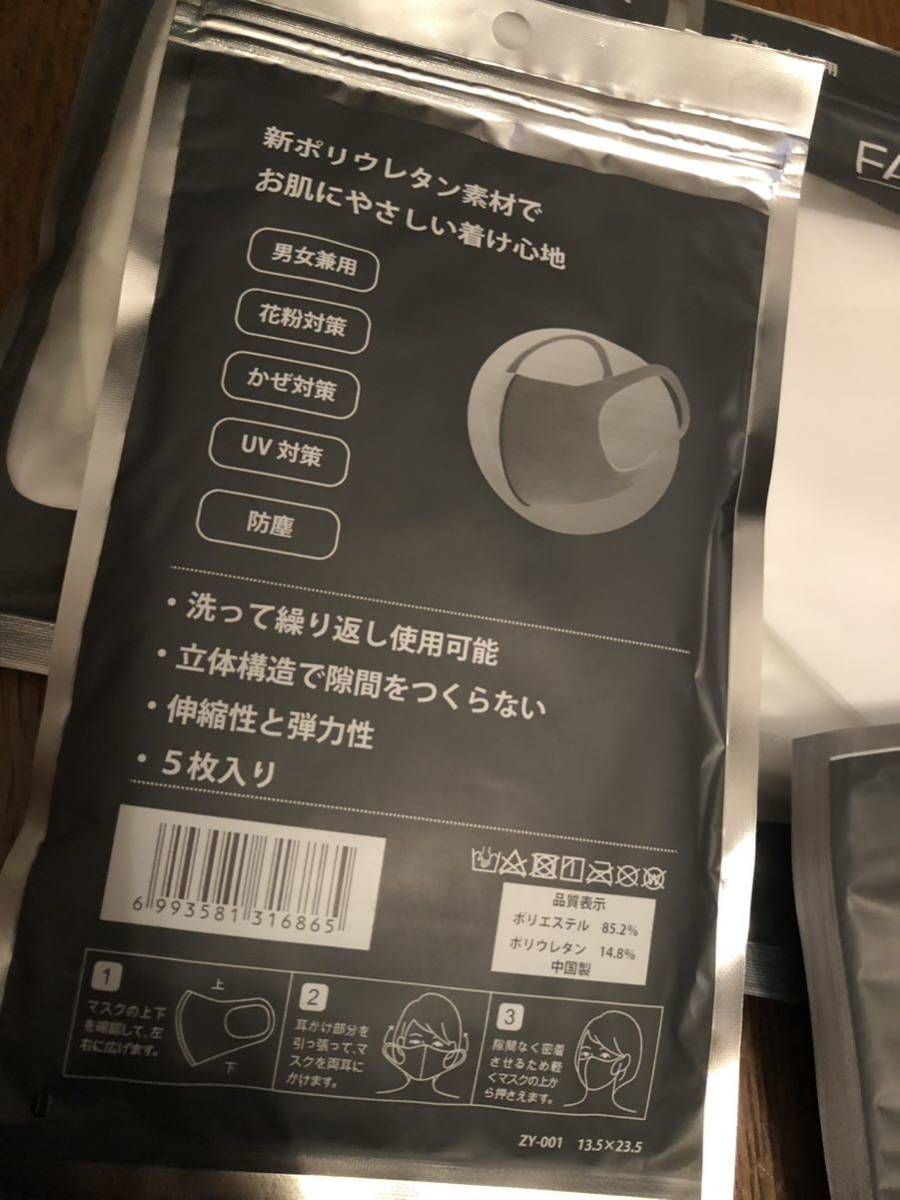 花粉・かぜ用
FA
新ポリウレタン素材で
お肌にやさしい着け心地
男女兼用
花粉対策
かぜ対策
UV 対策
防塵
・洗って繰り返し使用可能
・立体構造で隙間をつくらない
・伸縮性と弾力性
・5枚入り
6 993581 316865
品質表示
ポリエステル 85.2%
ポリウレタン 14.8%
中国製
1
マスクの上下
を確認して、左
右に広げます。
上
下
2
耳かけ部分を
引っ張って、マ
スクを両耳に
かけます。
3
隙間なく密着
させるため軽
くマスクの上か
ら押さえます。
ZY-001 13.5×23.5